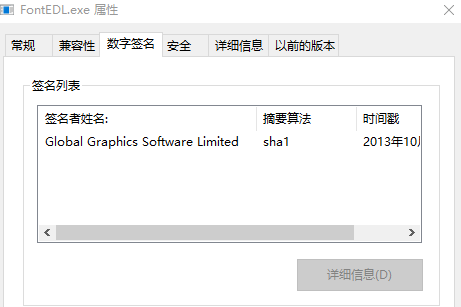 FontEDL.exe 属性
常规 兼容性 数字签名 安全 详细信息 以前的版本
签名列表
签名者姓名: 摘要算法 时间戳
Global Graphics Software Limited sha1 2013年10
详细信息(D)